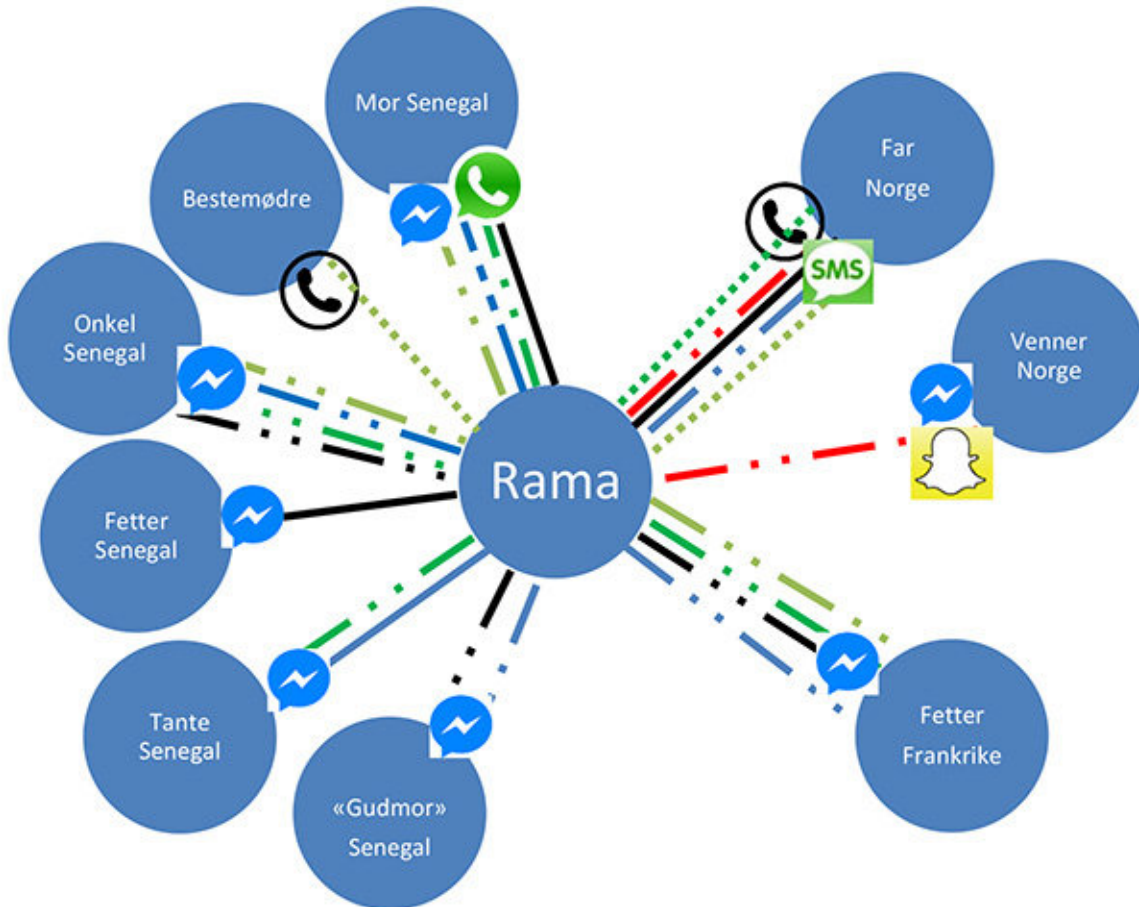 Mor Senegal
Far
Norge
Bestemødre
SMS
Onkel
Senegal
Venner
Norge
Rama
Fetter
Senegal
Tante
Senegal
Fetter
Frankrike
«Gudmor»
Senegal